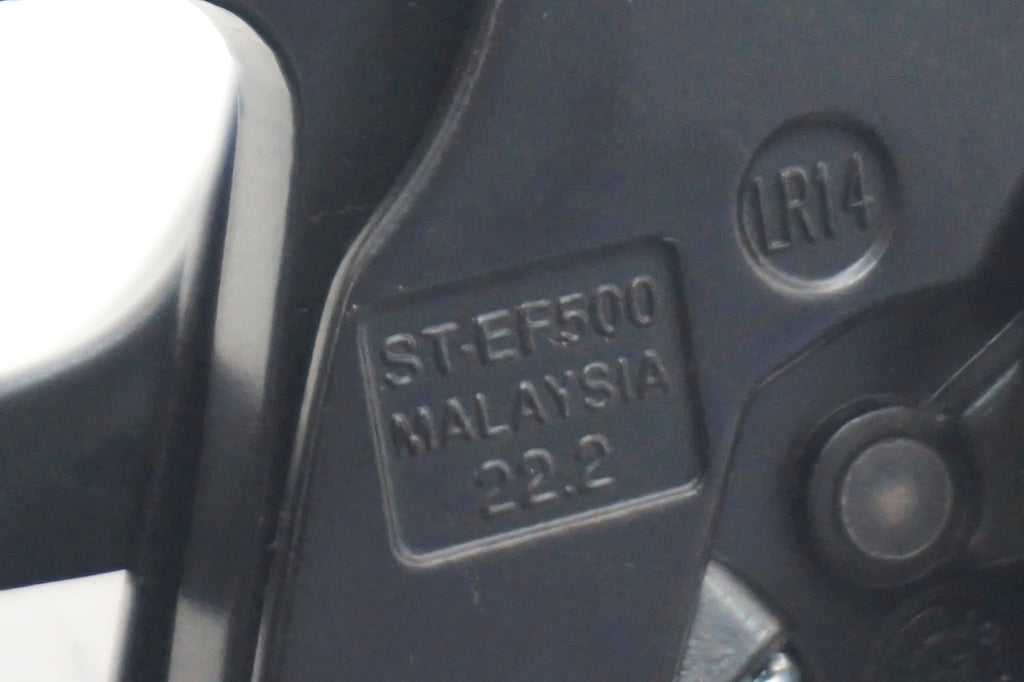 LR14
ST-EF500
MALAYSIA
22.2